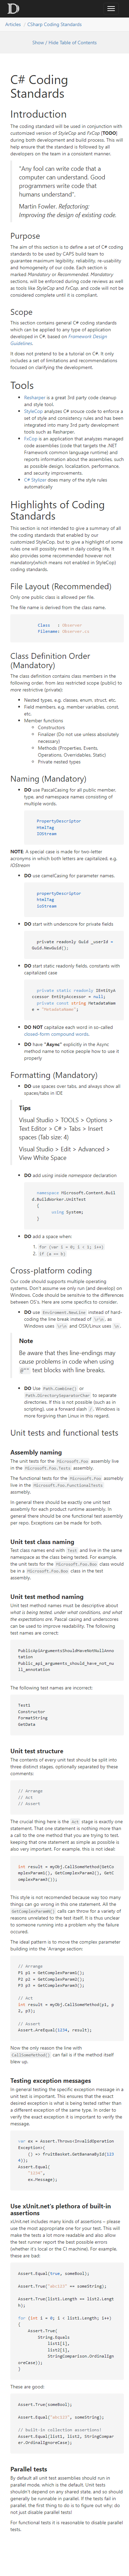 Articles / CSharp Coding Standards
Show / Hide Table of Contents
C# Coding
Standards
Introduction
The coding standard will be used in conjunction with
customized version of StyleCop and FxCop [TODO]
during both development and build process. This will
help ensure that the standard is followed by all
developers on the team in a consistent manner.
"Any fool can write code that a
computer can understand. Good
programmers write code that
humans understand".
Martin Fowler. Refactoring:
Improving the design of existing code.
Purpose
The aim of this section is to define a set of C# coding
standards to be used by CAPS build team to
guarantee maximum legibility, reliability, re-usability
and homogeneity of our code. Each section is
marked Mandatory or Recommended. Mandatory
sections, will be enforced during code reviews as
well as tools like StyleCop and FxCop, and code will
not be considered complete until it is compliant.
Scope
This section contains general C# coding standards
which can be applied to any type of application
developed in C#, based on Framework Design
Guidelines.
It does not pretend to be a tutorial on C#. It only
includes a set of limitations and recommendations
focused on clarifying the development.
Tools
Resharper is a great 3rd party code cleanup
and style tool.
StyleCop analyzes C# srouce code to enforce a
set of style and consistency rules and has been
integrated into many 3rd party development
tools such as Resharper.
FxCop is an application that analyzes managed
code assemblies (code that targets the .NET
Framework common language runtime) and
reports information about the assemblies, such
as possible design, localization, performance,
and security improvements.
C# Stylizer does many of the style rules
automatically
Highlights of Coding
Standards
This section is not intended to give a summary of all
the coding standards that enabled by our
customized StyleCop, but to give a highlight of some
rules one will possibly meet in daily coding life. It
also provides some recommended however not
mandatory coding standards, which will not be
enforced by StyleCop.
File Layout (Recommended)
Only one public class is allowed per file.
The file name is derived from the class name.
Class : Observer
Filename: Observer.cs
Class Definition Order
(Mandatory)
The class definition contains class members in the
following order, from less restricted scope (public) to
more restrictive (private):
Nested types, e.g. nested enum, struct, etc.
Field members, e.g. member variables, const,
etc.
Member functions
Constructors
Finalizer (Do not use unless absolutely
necessary)
Methods (Properties, Events,
Operations, Overridables, Static)
Private nested types
Naming (Mandatory)
DO use PascalCasing for all public member,
type, and namespace names consisting of
multiple words.
PropertyDescriptor
HtmlTag
IOStream
NOTE: A special case is made for two-letter
acronyms in which both letters are capitalized, e.g.
IOStream
DO use camelCasing for parameter names.
propertyDescriptor
htmlTag
ioStream
DO start with underscore for private fields
private readonly Guid _userId =
Guid.NewGuid();
DO start static readonly fields, constants with
capitalized case
private static readonly IEntityA
ccessor EntityAccessor = null;
private const string MetadataNam
e = "MetadataName";
DO NOT capitalize each word in so-called
closed-form compound words.
DO have "Async" explicitly in the Async
method name to notice people how to use it
properly
Formatting (Mandatory)
DO use spaces over tabs, and always show all
spaces/tabs in IDE
Tips
Visual Studio > TOOLS > Options >
Text Editor > C# > Tabs > Insert
spaces (Tab size: 4)
Visual Studio > Edit > Advanced >
View White Space
DO add using inside namespace declaration
namespace Microsoft.Content.Buil
d.BuildWorker.UnitTest
{
using System;
}
DO add a space when:
1. for (var i = 0; i < 1; i++)
2. if (a == b)
Cross-platform coding
Our code should supports multiple operating
systems. Don't assume we only run (and develop) on
Windows. Code should be sensitvie to the differences
between OS's. Here are some specifics to consider.
DO use Enviroment.NewLine instead of hard-
coding the line break instead of \r\n, as
Windows uses \r\n and OSX/Linux uses \n.
Note
Be aware that thes line-endings may
cause problems in code when using
@"" text blocks with line breaks.
DO Use Path.Combine() or
Path.DirectorySeparatorChar to separate
directories. If this is not possible (such as in
scripting), use a forward slash /. Windows is
more forgiving than Linux in this regard.
Unit tests and functional tests
Assembly naming
The unit tests for the Microsoft.Foo assembly live
in the Microsoft.Foo.Tests assembly.
The functional tests for the Microsoft.Foo assmebly
live in the Microsoft.Foo.FunctionalTests
assmebly.
In general there should be exactly one unit test
assebmly for each product runtime assembly. In
general there should be one functional test assembly
per repo. Exceptions can be made for both.
Unit test class naming
Test class names end with Test and live in the same
namespace as the class being tested. For example,
the unit tests for the Microsoft.Foo.Boo class would
be in a Microsoft.Foo.Boo class in the test
assembly.
Unit test method naming
Unit test method names must be descriptive about
what is being tested, under what conditions, and what
the expectations are. Pascal casing and underscores
can be used to improve readability. The following test
names are correct:
PublicApiArgumentsShouldHaveNotNullAnno
tation
Public_api_arguments_should_have_not_nu
ll_annotation
The following test names are incorrect:
Test1
Constructor
FormatString
GetData
Unit test structure
The contents of every unit test should be split into
three distinct stages, optionally separated by these
comments:
// Arrange
// Act
// Assert
The crucial thing here is the Act stage is exactly one
statement. That one statement is nothing more than
a call to the one method that you are trying to test.
keeping that one statement as simple as possible is
also very important. For example, this is not ideal:
int result = myObj.CallSomeMethod(GetCo
mplexParam1(), GetComplexParam2(), GetC
omplexParam3());
This style is not recomended because way too many
things can go wrong in this one statement. All the
GetComplexParamN() calls can throw for a variety of
reasons unrelated to the test itself. It is thus unclear
to someone running into a problem why the failure
occured.
The ideal pattern is to move the complex parameter
building into the `Arrange section:
// Arrange
P1 p1 = GetComplexParam1();
P2 p2 = GetComplexParam2();
P3 p3 = GetComplexParam3();
// Act
int result = myObj.CallSomeMethod(p1, p
2, p3);
// Assert
Assert.AreEqual(1234, result);
Now the only reason the line with
CallSomeMethod() can fail is if the method itself
blew up.
Testing exception messages
In general testing the specific exception message in a
unit test is important. This ensures that the exact
desired exception is what is being tested rather than
a different exception of the same type. In order to
verify the exact exception it is important to verify the
message.
var ex = Assert.Throws<InvalidOperation
Exception>(
() => fruitBasket.GetBananaById(12
34));
Assert.Equal(
"1234",
ex.Message);
Use xUnit.net's plethora of built-in
assertions
xUnit.net includes many kinds of assertions – please
use the most appropriate one for your test. This will
make the tests a lot more readable and also allow
the test runner report the best possible errors
(whether it's local or the CI machine). For example,
these are bad:
Assert.Equal(true, someBool);
Assert.True("abc123" == someString);
Assert.True(list1.Length == list2.Lengt
h);
for (int i = 0; i < list1.Length; i++)
{
Assert.True(
String.Equals
list1[i],
list2[i],
StringComparison.OrdinalIgn
oreCase));
}
These are good:
Assert.True(someBool);
Assert.Equal("abc123", someString);
// built-in collection assertions!
Assert.Equal(list1, list2, StringCompar
er.OrdinalIgnoreCase);
Parallel tests
By default all unit test assemblies should run in
parallel mode, which is the default. Unit tests
shouldn't depend on any shared state, and so should
generally be runnable in parallel. If the tests fail in
parallel, the first thing to do is to figure out why; do
not just disable parallel tests!
For functional tests it is reasonable to disable parallel
tests.